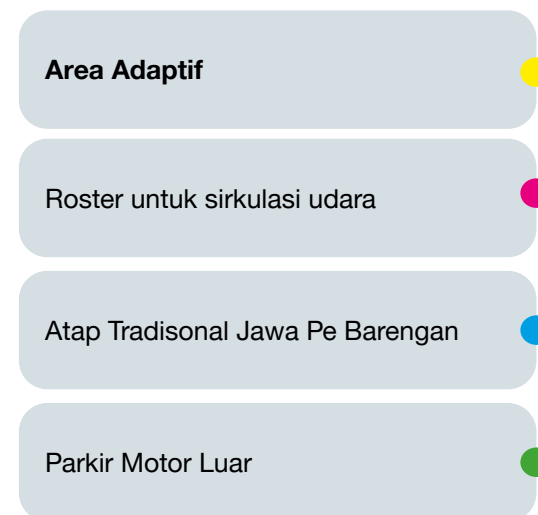 Area Adaptif
Roster untuk sirkulasi udara
Atap Tradisonal Jawa Pe Barengan
Parkir Motor Luar